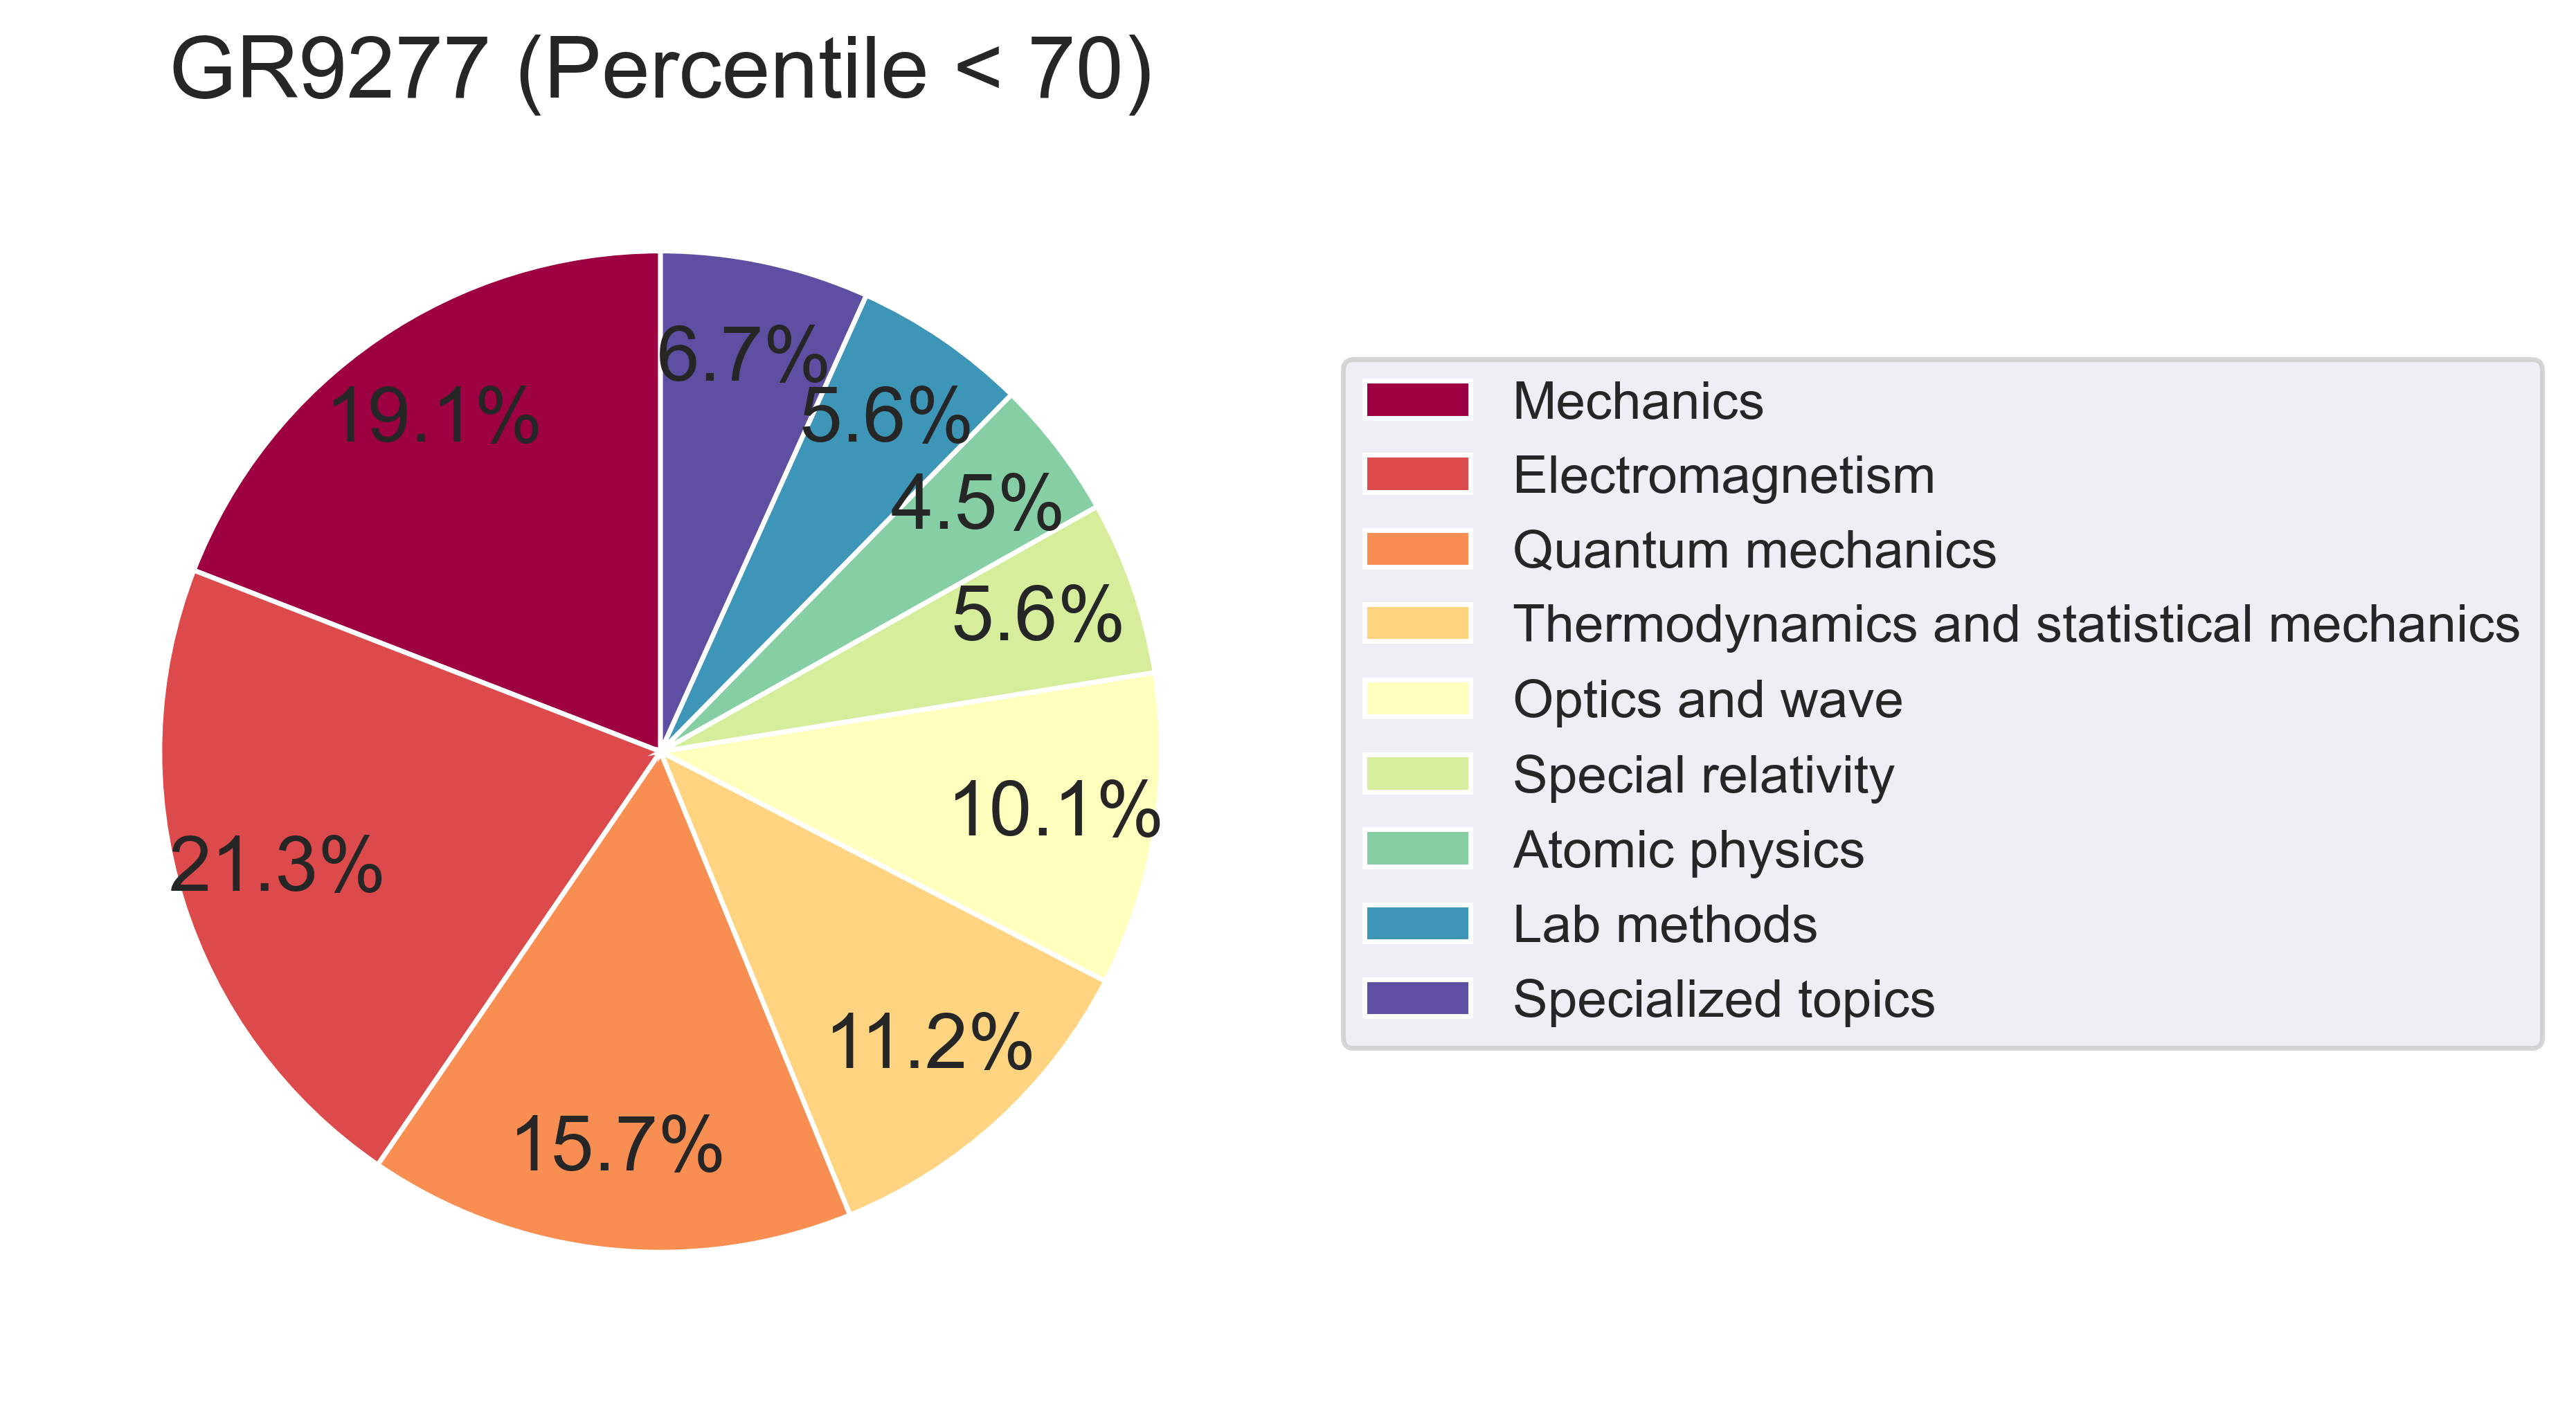 GR9277 (Percentile < 70)
6.7%
19.1%
5.6%
4.5%
5.6%
10.1%
21.3%
11.2%
15.7%
Mechanics
Electromagnetism
Quantum mechanics
Thermodynamics and statistical mechanics
Optics and wave
Special relativity
Atomic physics
Lab methods
Specialized topics